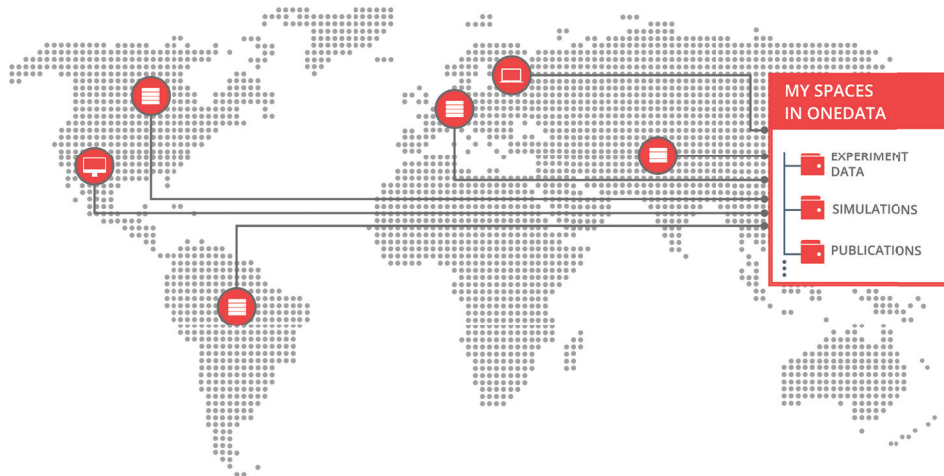 MY SPACES
IN ONEDATA
EXPERIMENT
DATA
SIMULATIONS
PUBLICATIONS